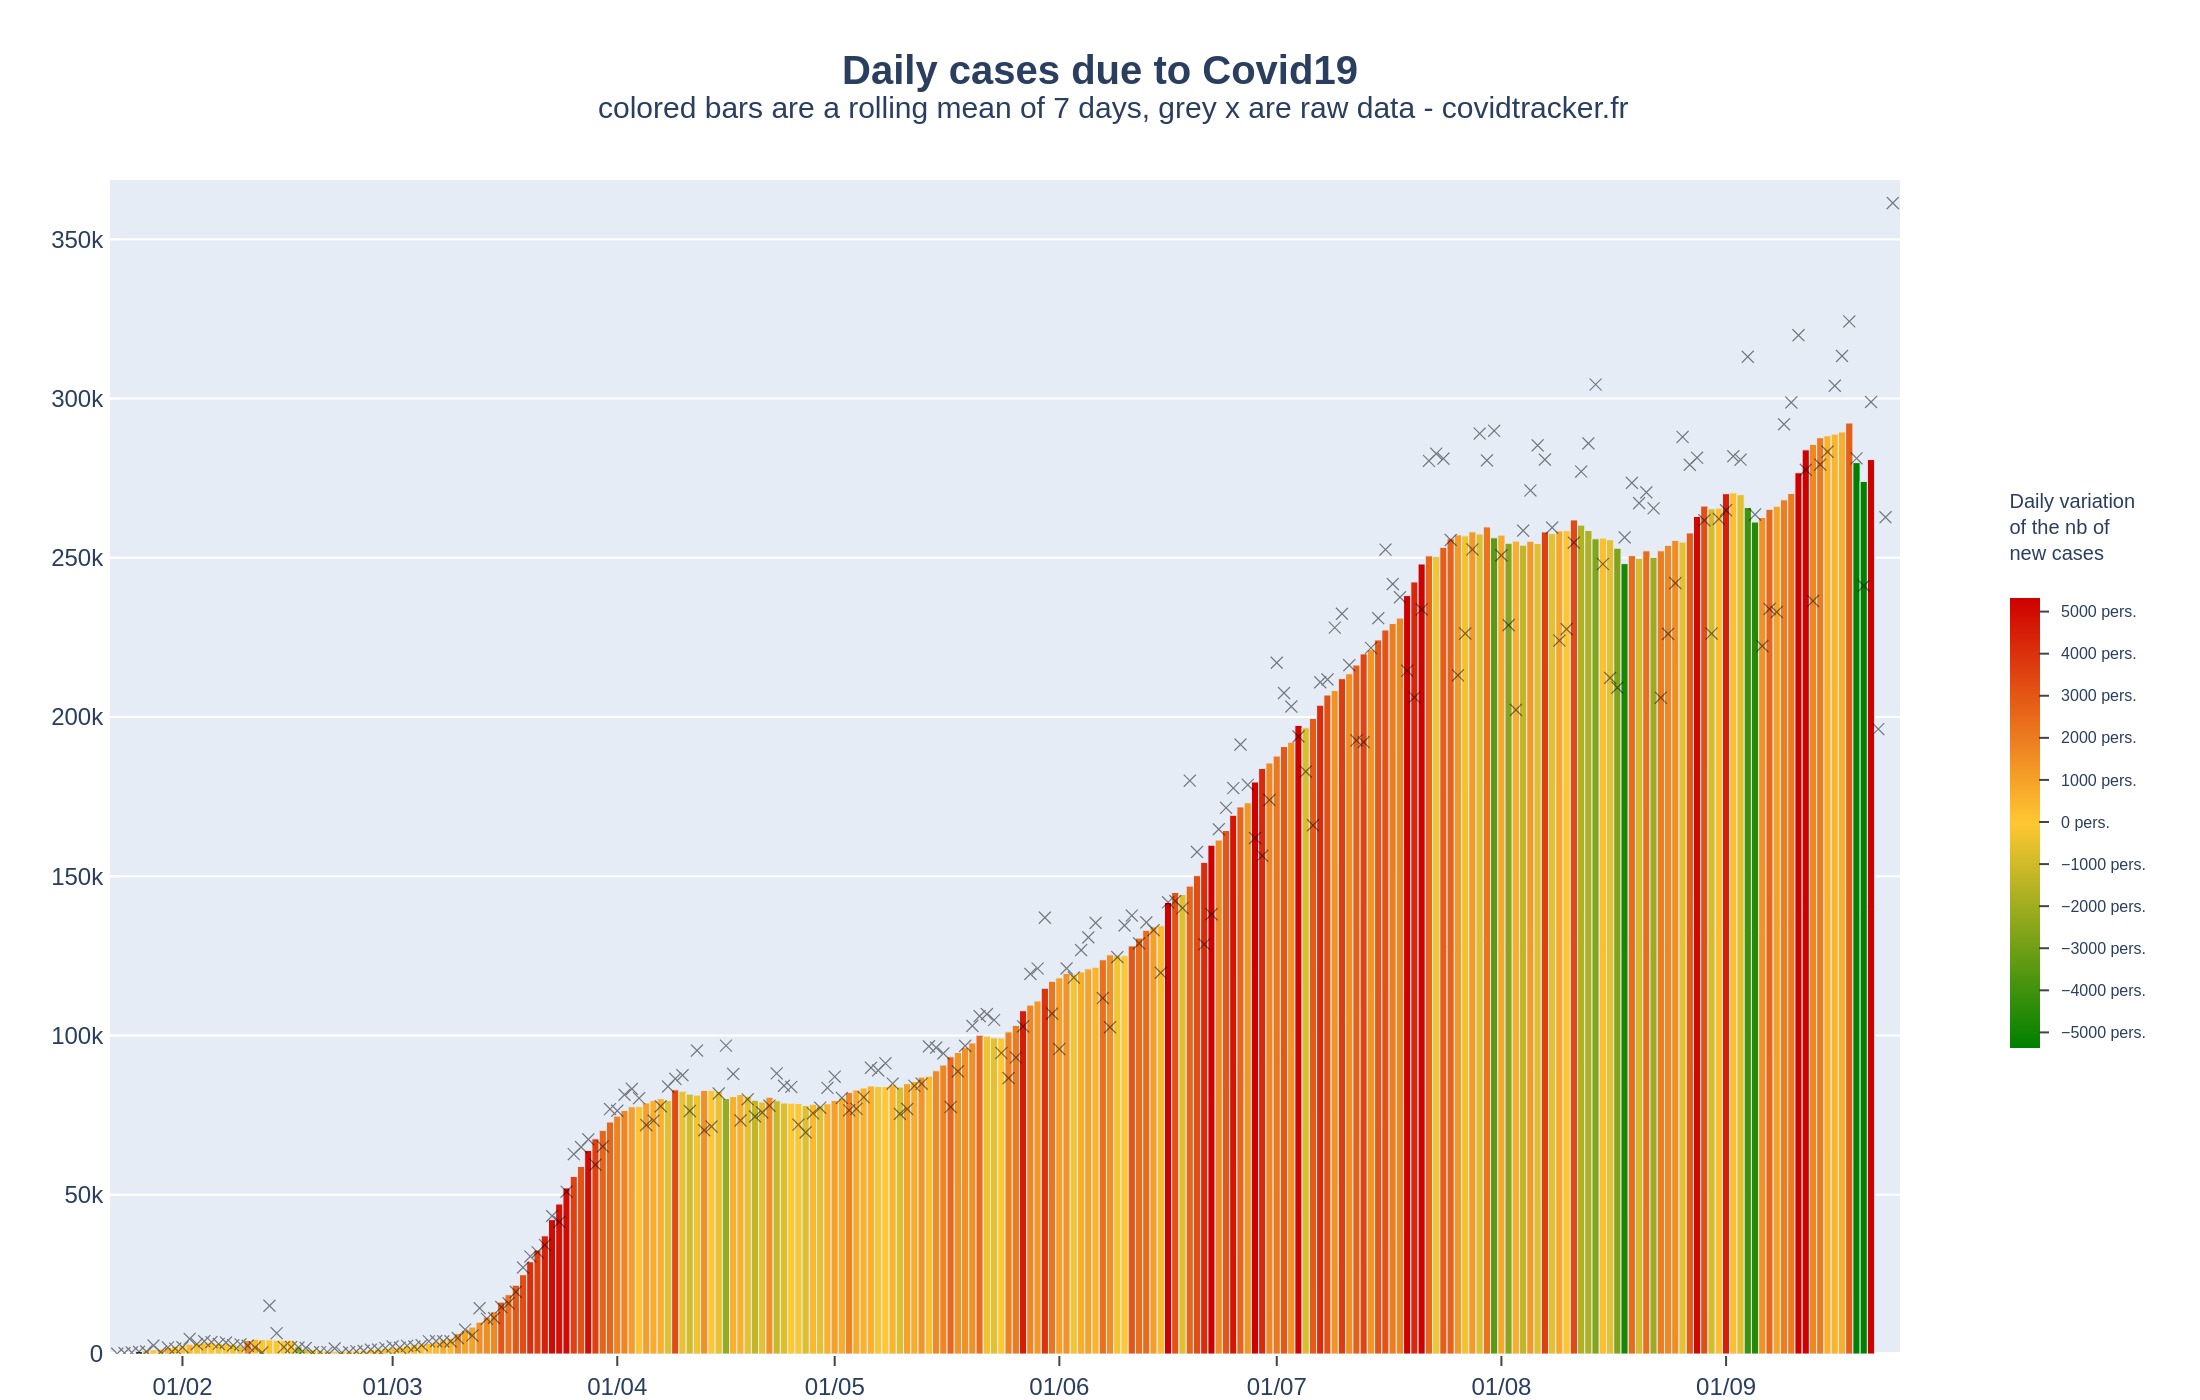 Daily cases due to Covid19
colored bars are a rolling mean of 7 days, grey x are raw data - covidtracker.fr
350k
300k
250k
200k
150k
100k
50k
0
01/02
01/03
01/04
01/05
01/06
01/07
01/08
01/09
Daily variation
of the nb of
new cases
5000 pers.
4000 pers.
3000 pers.
2000 pers.
1000 pers.
0 pers.
−1000 pers.
−2000 pers.
−3000 pers.
−4000 pers.
−5000 pers.